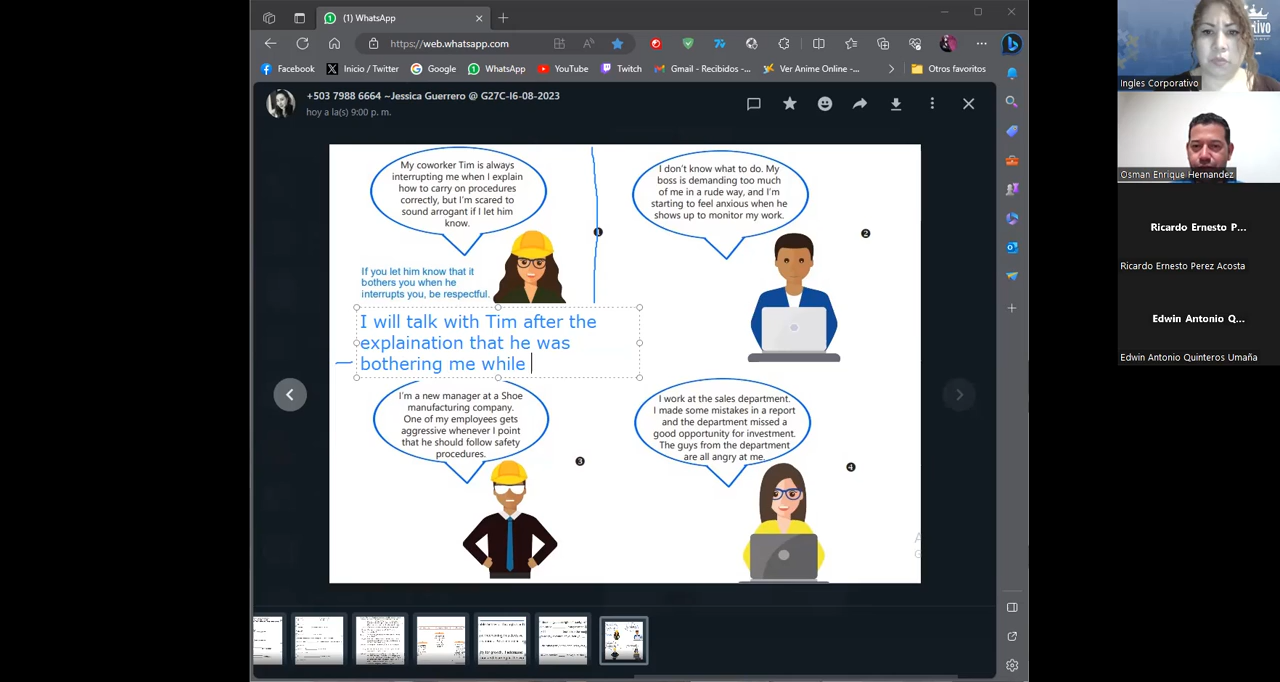 (1) WhatsApp
https://web.whatsapp.com
Facebook
Inicio / Twitter
Google
WhatsApp
YouTube
Twitch
Gmail - Recibidos -...
Ver Anime Online -...
Otros favoritos
+503 7988 6664 ~Jessica Guerrero @ G27C-I6-08-2023
hoy a la(s) 9:00 p. m.
My coworker Tim is always
interrupting me when I explain
how to carry on procedures
correctly, but I'm scared to
sound arrogant if I let him
know.
1
If you let him know that it
bothers you when he
interrupts you, be respectful.
I will talk with Tim after the
explaination that he was
bothering me while
I don't know what to do. My
boss is demanding too much
of me in a rude way, and I'm
starting to feel anxious when he
shows up to monitor my work.
2
I'm a new manager at a Shoe
manufacturing company.
One of my employees gets
aggressive whenever I point
that he should follow safety
procedures.
3
I work at the sales department.
I made some mistakes in a report
and the department missed a
good opportunity for investment.
The guys from the department
are all angry at me.
4
Ingles Corporativo
Osman Enrique Hernandez
Ricardo Ernesto P...
Ricardo Ernesto Perez Acosta
Edwin Antonio Q...
Edwin Antonio Quinteros Umaña